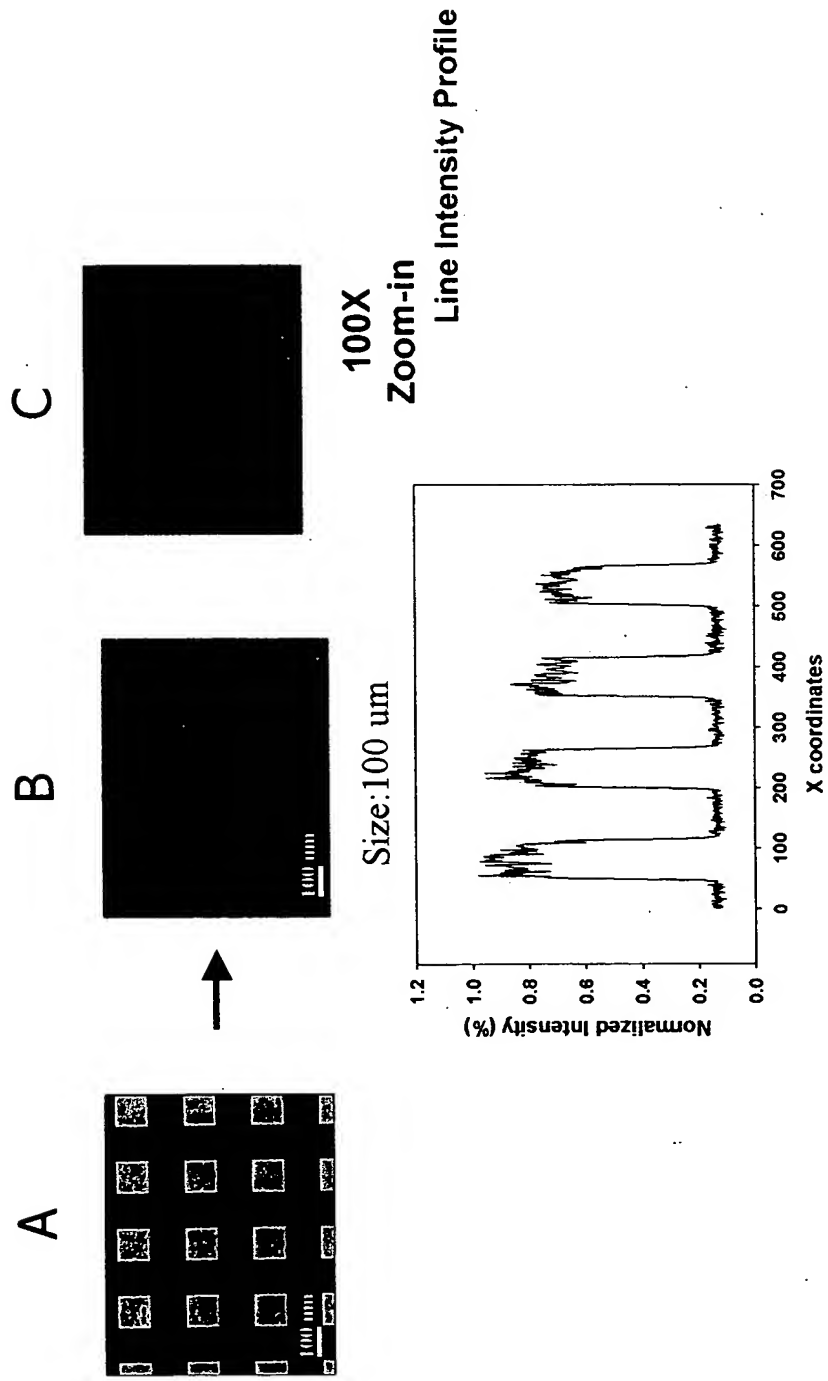 A
B
C
100 um
100 um
Size:100 um
100X
Zoom-in
Line Intensity Profile
Normalized Intensity (%)
1.2
1.0
0.8
0.6
0.4
0.2
0.0
0
100
200
300
400
500
600
700
X coordinates